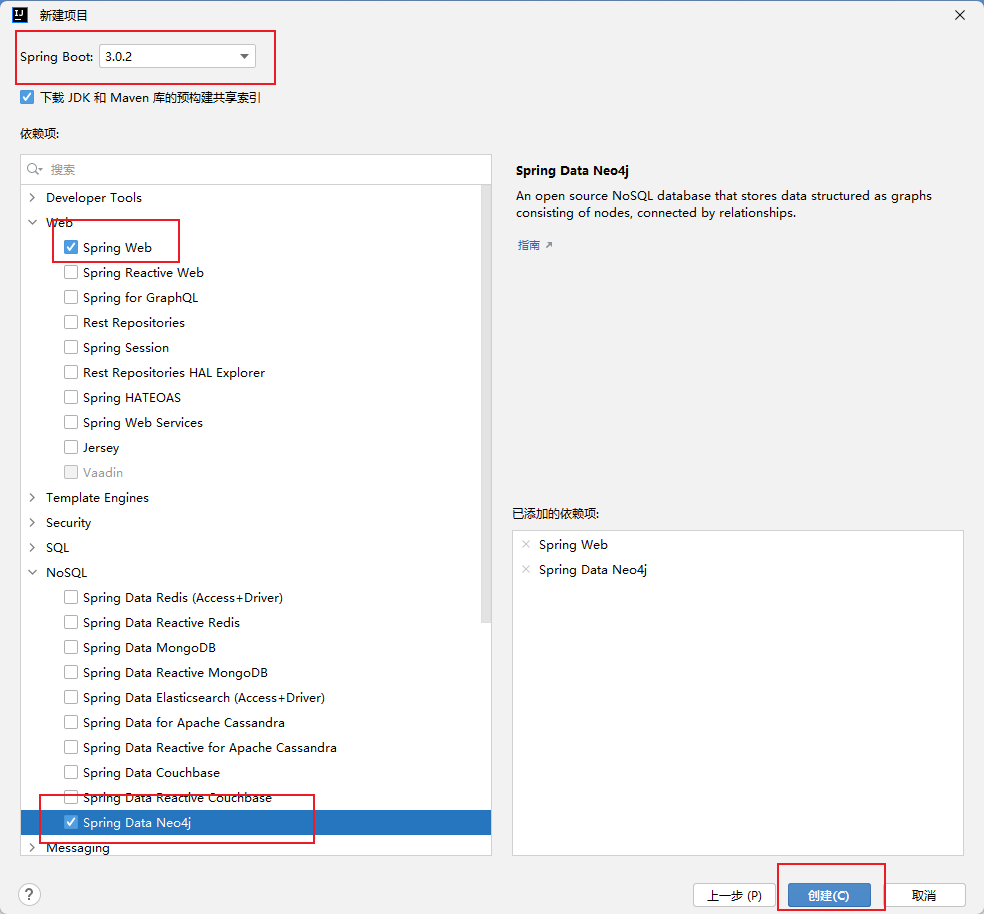 新建项目
Spring Boot: 3.0.2
下载 JDK 和 Maven 库的预构建共享索引
依赖项:
搜索
Developer Tools
Web
Spring Web
Spring Reactive Web
Spring for GraphQL
Rest Repositories
Spring Session
Rest Repositories HAL Explorer
Spring HATEOAS
Spring Web Services
Jersey
Vaadin
Template Engines
Security
SQL
NoSQL
Spring Data Redis (Access+Driver)
Spring Data Reactive Redis
Spring Data MongoDB
Spring Data Reactive MongoDB
Spring Data Elasticsearch (Access+Driver)
Spring Data for Apache Cassandra
Spring Data Reactive for Apache Cassandra
Spring Data Couchbase
Spring Data Reactive Couchbase
Spring Data Neo4j
Messaging
Spring Data Neo4j
An open source NoSQL database that stores data structured as graphs
consisting of nodes, connected by relationships.
指南
已添加的依赖项:
Spring Web
Spring Data Neo4j
?
上一步 (P)
创建(C)
取消